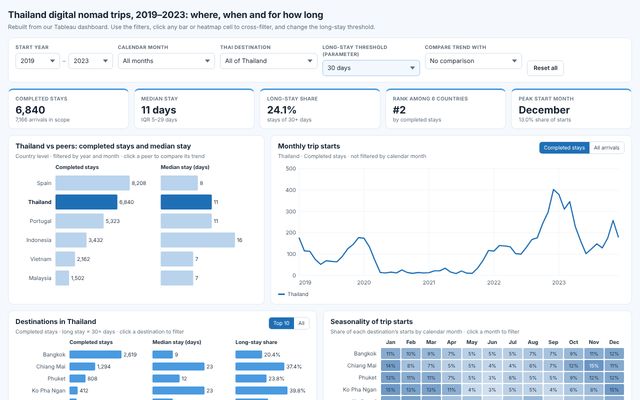 Thailand digital nomad trips, 2019–2023: where, when and for how long
Rebuilt from our Tableau dashboard. Use the filters, click any bar or heatmap cell to cross-filter, and change the long-stay threshold.
START YEAR
2019 – 2023
CALENDAR MONTH
All months
THAI DESTINATION
All of Thailand
LONG-STAY THRESHOLD (PARAMETER)
30 days
COMPARE TREND WITH
No comparison
Reset all
COMPLETED STAYS
6,840
7,166 arrivals in scope
MEDIAN STAY
11 days
IQR 5–29 days
LONG-STAY SHARE
24.1%
stays of 30+ days
RANK AMONG 6 COUNTRIES
#2
by completed stays
PEAK START MONTH
December
13.0% share of starts
Thailand vs peers: completed stays and median stay
Country level · filtered by year and month · click a peer to compare its trend
Completed stays Median stay (days)
Spain 8,208 8
Thailand 6,840 11
Portugal 5,323 11
Indonesia 3,432 16
Vietnam 2,162 7
Malaysia 1,502 7
Monthly trip starts
Thailand · Completed stays · not filtered by calendar month
Completed stays All arrivals
500
400
300
200
100
0
2019 2020 2021 2022 2023
Thailand
Destinations in Thailand
Completed stays · long stay = 30+ days · click a destination to filter
Top 10 All
Completed stays Median stay (days) Long-stay share
Bangkok 2,619 9 20.4%
Chiang Mai 1,294 23 37.4%
Phuket 808 12 23.8%
Ko Pha Ngan 412 23 39.8%
Seasonality of trip starts
Share of each destination's starts by calendar month · click a month to filter
Jan Feb Mar Apr May Jun Jul Aug Sep Oct Nov Dec
Bangkok 11% 10% 9% 7% 5% 5% 5% 7% 7% 9% 11% 12%
Chiang Mai 14% 8% 7% 5% 5% 4% 4% 6% 7% 12% 15% 11%
Phuket 13% 11% 8% 7% 5% 5% 5% 5% 9% 12% 12%
Ko Pha Ngan 15% 13% 13% 11% 4% 6% 8% 15%